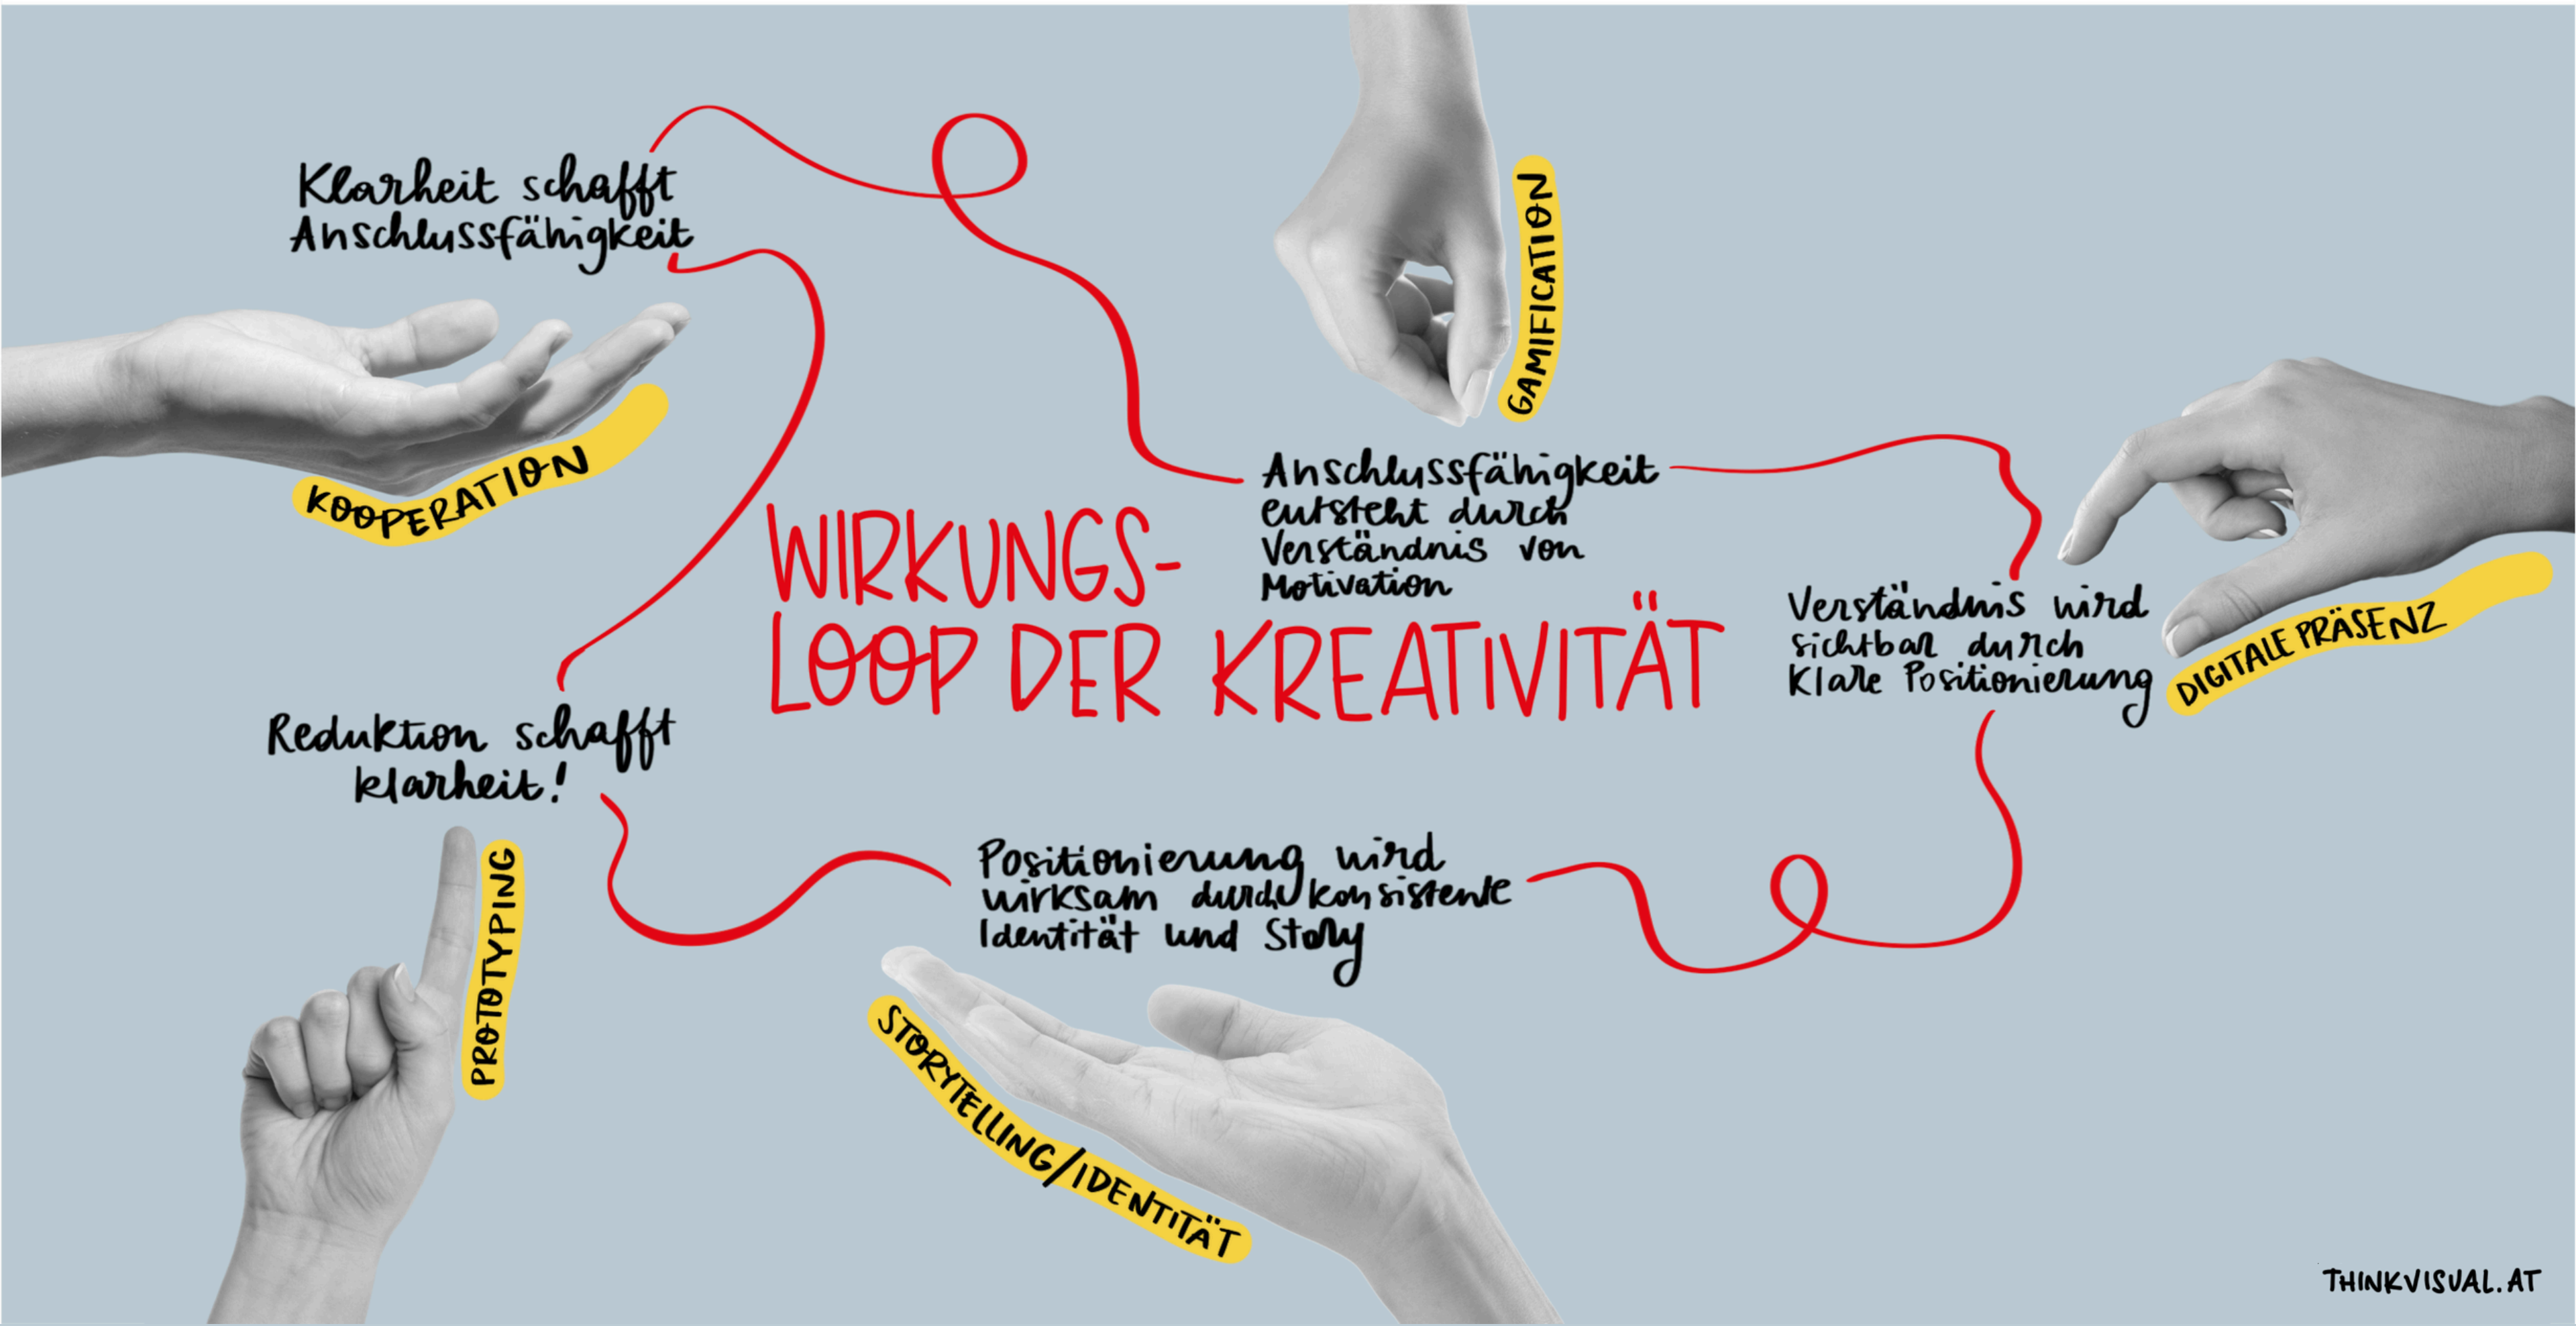 Klarheit schafft
Anschlussfähigkeit
KOOPERATION
GAMIFICATION
Anschlussfähigkeit
entsteht durch
Verständnis von
Motivation
WIRKUNGS-
LOOP DER KREATIVITÄT
Verständnis wird
sichtbar durch
klare Positionierung
DIGITALE PRÄSENZ
Reduktion schafft
klarheit!
PROTOTYPING
Positionierung wird
wirksam durch konsistente
Identität und Story
STORYTELLING/IDENTITÄT
THINKVISUAL.AT